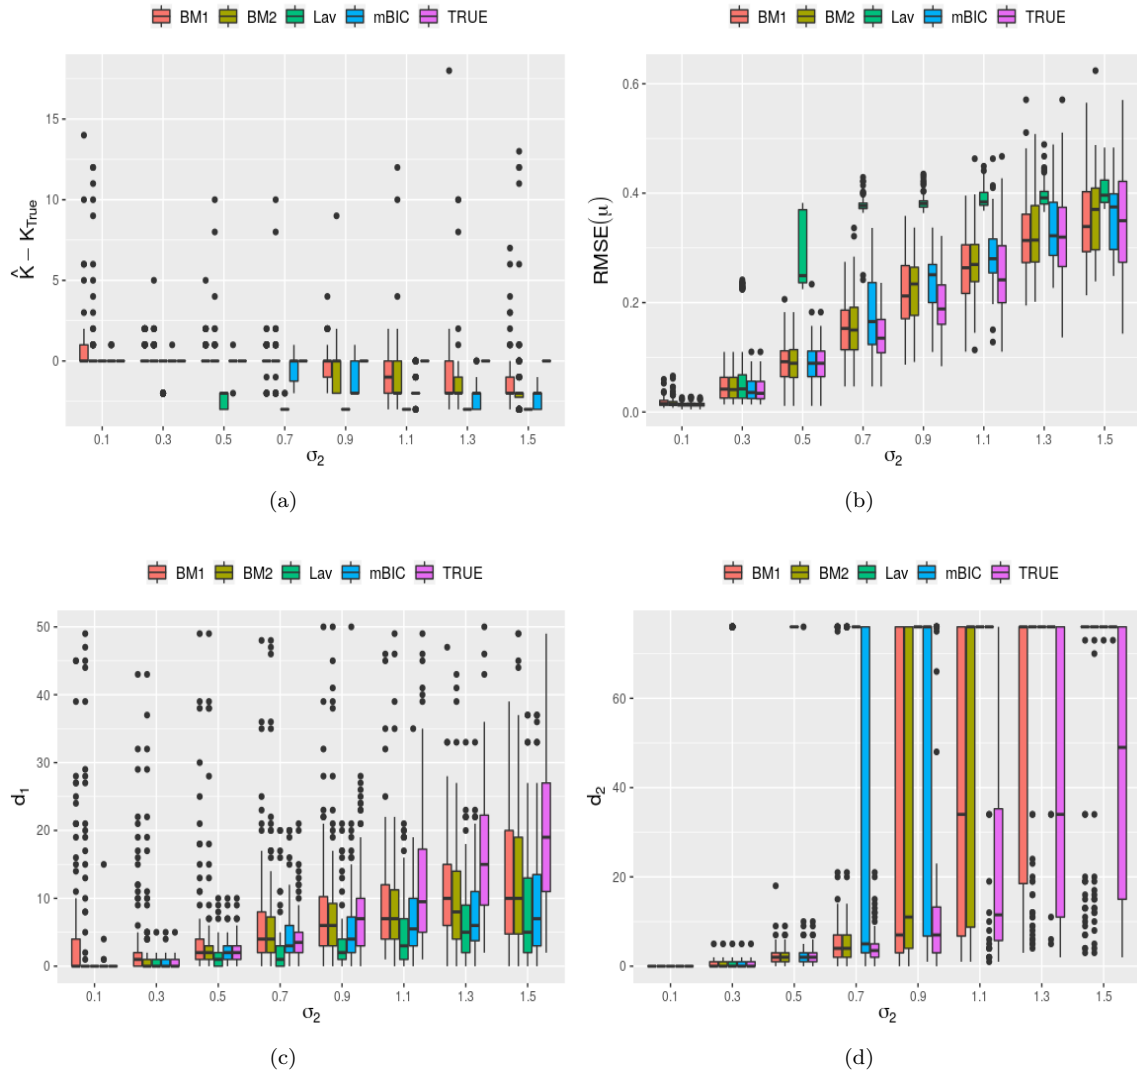 BM1 BM2 Lav mBIC TRUE
BM1 BM2 Lav mBIC TRUE
K̂ − K_True
15
10
5
0
0.1 0.3 0.5 0.7 0.9 1.1 1.3 1.5
σ₂
(a)
RMSE(μ)
0.6
0.4
0.2
0.0
0.1 0.3 0.5 0.7 0.9 1.1 1.3 1.5
σ₂
(b)
BM1 BM2 Lav mBIC TRUE
BM1 BM2 Lav mBIC TRUE
d₁
50
40
30
20
10
0
0.1 0.3 0.5 0.7 0.9 1.1 1.3 1.5
σ₂
(c)
d₂
60
40
20
0
0.1 0.3 0.5 0.7 0.9 1.1 1.3 1.5
σ₂
(d)